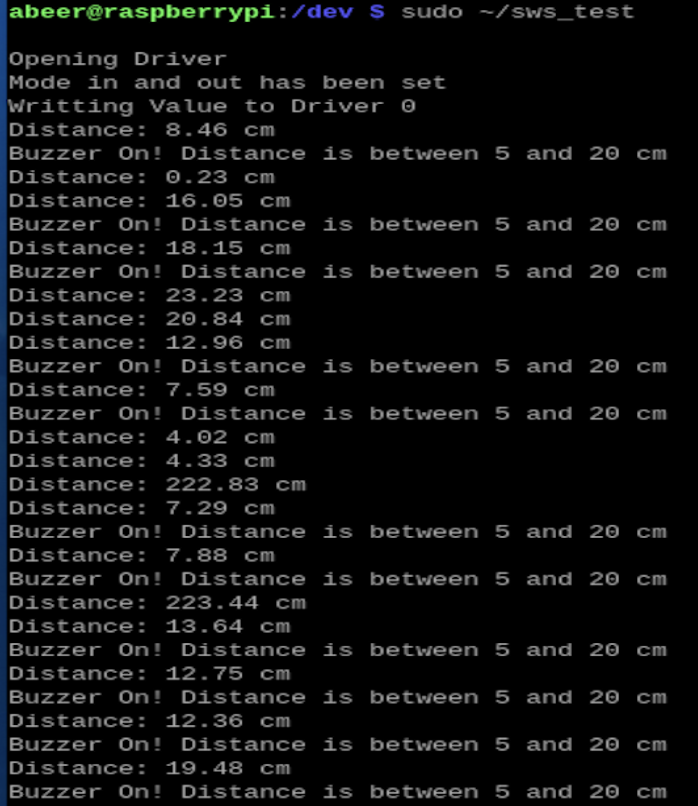 abeer@raspberrypi:/dev $ sudo ~/sws_test
Opening Driver
Mode in and out has been set
Writting Value to Driver 0
Distance: 8.46 cm
Buzzer On! Distance is between 5 and 20 cm
Distance: 0.23 cm
Distance: 16.05 cm
Buzzer On! Distance is between 5 and 20 cm
Distance: 18.15 cm
Buzzer On! Distance is between 5 and 20 cm
Distance: 23.23 cm
Distance: 20.84 cm
Distance: 12.96 cm
Buzzer On! Distance is between 5 and 20 cm
Distance: 7.59 cm
Buzzer On! Distance is between 5 and 20 cm
Distance: 4.02 cm
Distance: 4.33 cm
Distance: 222.83 cm
Distance: 7.29 cm
Buzzer On! Distance is between 5 and 20 cm
Distance: 7.88 cm
Buzzer On! Distance is between 5 and 20 cm
Distance: 223.44 cm
Distance: 13.64 cm
Buzzer On! Distance is between 5 and 20 cm
Distance: 12.75 cm
Buzzer On! Distance is between 5 and 20 cm
Distance: 12.36 cm
Buzzer On! Distance is between 5 and 20 cm
Distance: 19.48 cm
Buzzer On! Distance is between 5 and 20 cm